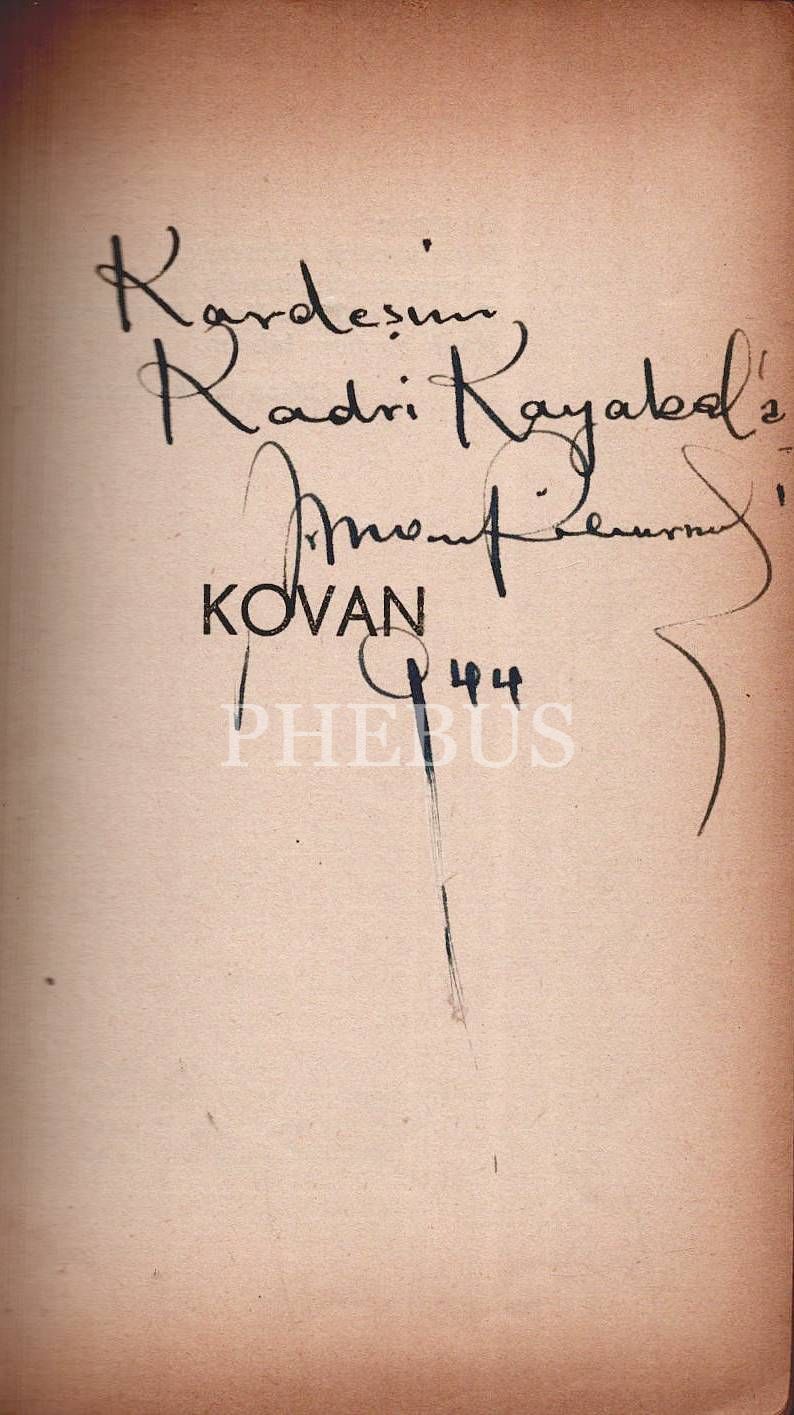 Kardeşim
Kadri Kayabal'a
KOVAN
944
PHEBUS